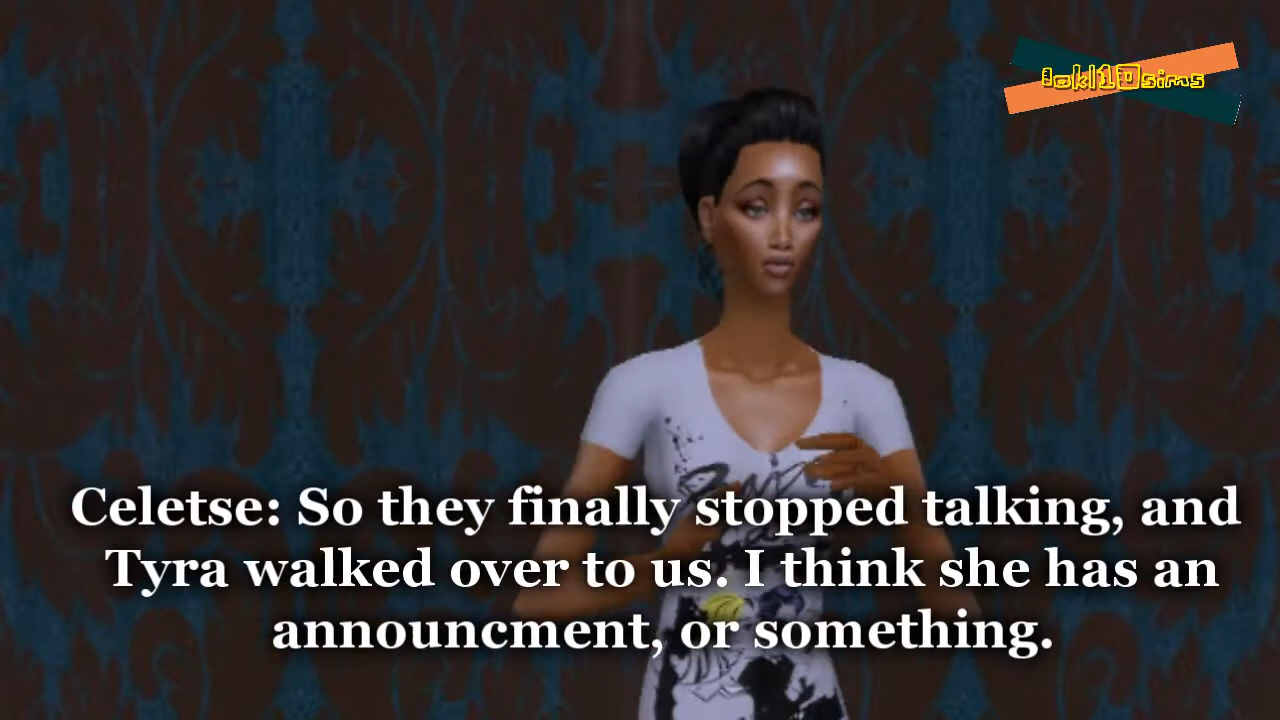 lokl10sims
Celetse: So they finally stopped talking, and
Tyra walked over to us. I think she has an
announcment, or something.